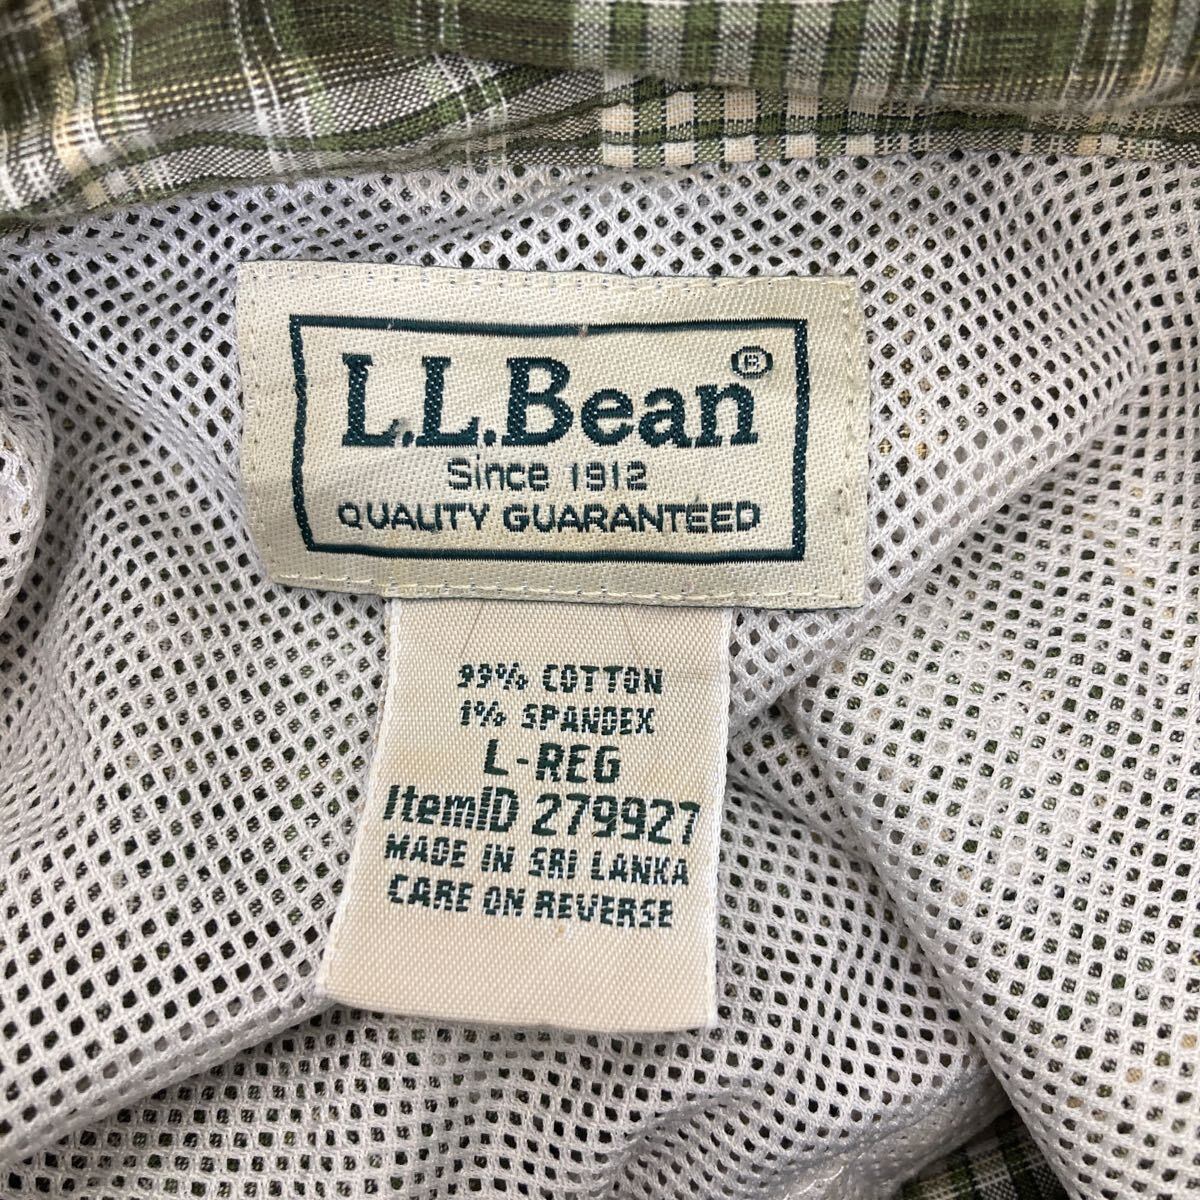 L.L.Bean®
Since 1912
QUALITY GUARANTEED
99% COTTON
1% SPANDEX
L-REG
ItemID 279927
MADE IN SRI LANKA
CARE ON REVERSE